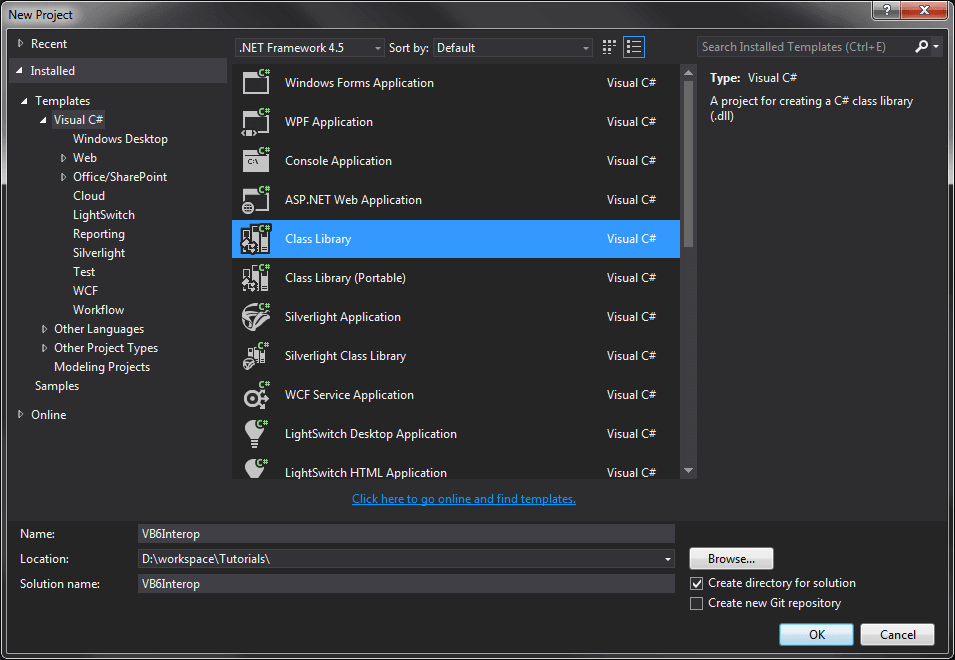 New Project
?
Recent
Installed
Templates
Visual C#
Windows Desktop
Web
Office/SharePoint
Cloud
LightSwitch
Reporting
Silverlight
Test
WCF
Workflow
Other Languages
Other Project Types
Modeling Projects
Samples
Online
.NET Framework 4.5 Sort by: Default
C# Windows Forms Application Visual C#
C# WPF Application Visual C#
C# C:\ Console Application Visual C#
C# ASP.NET Web Application Visual C#
C# Class Library Visual C#
C# Class Library (Portable) Visual C#
C# Silverlight Application Visual C#
C# Silverlight Class Library Visual C#
C# WCF Service Application Visual C#
C# LightSwitch Desktop Application Visual C#
C# LightSwitch HTML Application Visual C#
Click here to go online and find templates.
Search Installed Templates (Ctrl+E)
Type: Visual C#
A project for creating a C# class library
(.dll)
Name: VB6Interop
Location: D:\workspace\Tutorials\ Browse...
Solution name: VB6Interop
Create directory for solution
Create new Git repository
OK Cancel